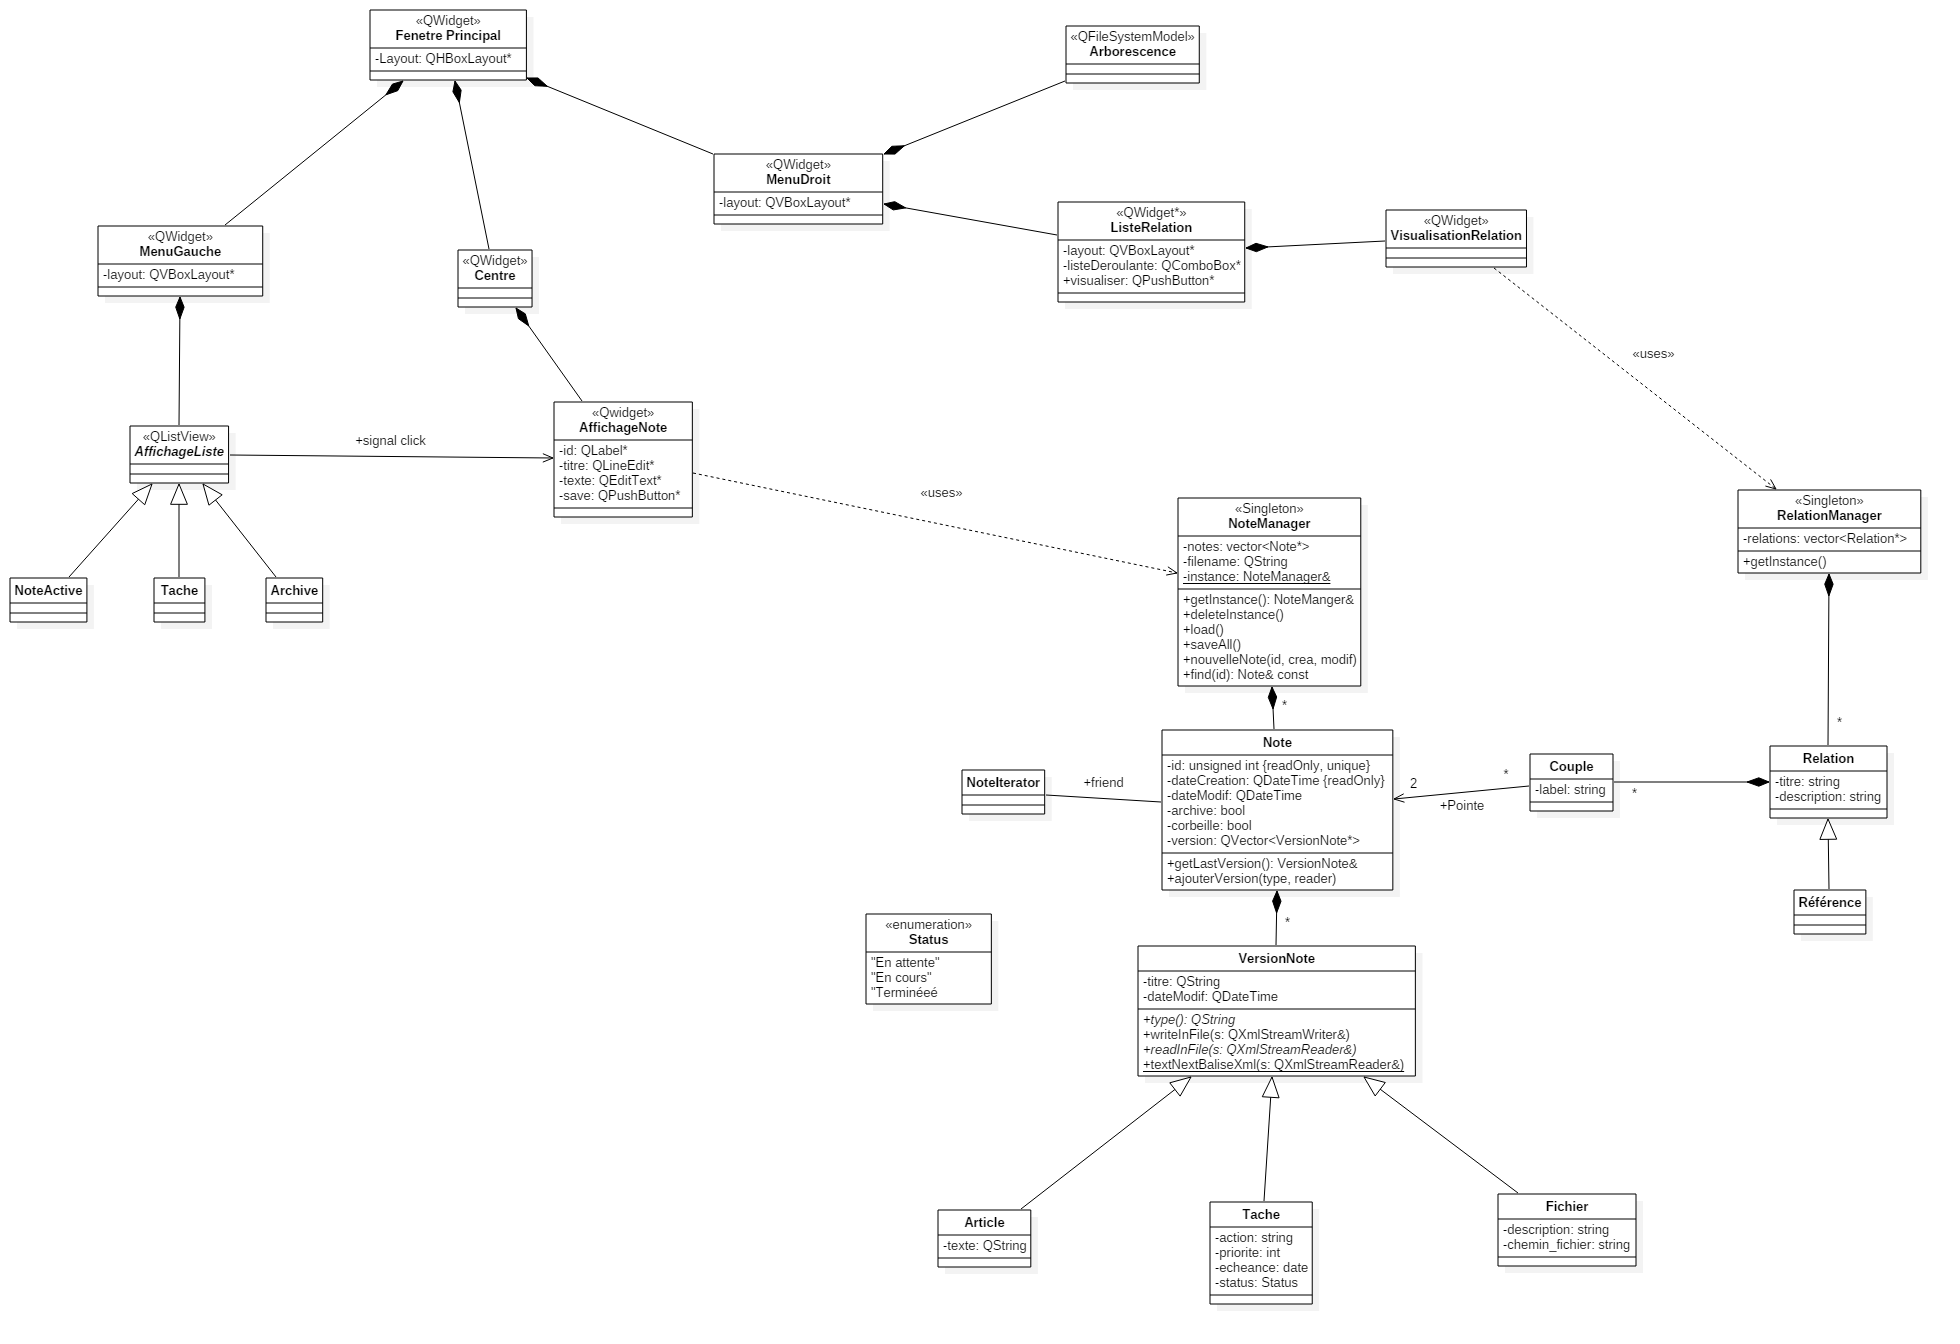 «QWidget»
Fenetre Principal
-Layout: QHBoxLayout*
«QFileSystemModel»
Arborescence
«QWidget»
MenuDroit
-layout: QVBoxLayout*
«QWidget*»
ListeRelation
-layout: QVBoxLayout*
-listeDeroulante: QComboBox*
+visualiser: QPushButton*
«QWidget»
VisualisationRelation
«QWidget»
MenuGauche
-layout: QVBoxLayout*
«QWidget»
Centre
«uses»
«QListView»
AffichageListe
+signal click
«Qwidget»
AffichageNote
-id: QLabel*
-titre: QLineEdit*
-texte: QEditText*
-save: QPushButton*
«uses»
NoteActive
Tache
Archive
«Singleton»
NoteManager
-notes: vector<Note*>
-filename: QString
-instance: NoteManager&
+getInstance(): NoteManger&
+deleteInstance()
+load()
+saveAll()
+nouvelleNote(id, crea, modif)
+find(id): Note& const
«Singleton»
RelationManager
-relations: vector<Relation*>
+getInstance()
*
*
NoteIterator
+friend
Note
-id: unsigned int {readOnly, unique}
-dateCreation: QDateTime {readOnly}
-dateModif: QDateTime
-archive: bool
-corbeille: bool
-version: QVector<VersionNote*>
+getLastVersion(): VersionNote&
+ajouterVersion(type, reader)
2
*
+Pointe
Couple
-label: string
*
Relation
-titre: string
-description: string
Référence
*
«enumeration»
Status
"En attente"
"En cours"
"Terminéeé
VersionNote
-titre: QString
-dateModif: QDateTime
+type(): QString
+writeInFile(s: QXmlStreamWriter&)
+readInFile(s: QXmlStreamReader&)
+textNextBaliseXml(s: QXmlStreamReader&)
Article
-texte: QString
Tache
-action: string
-priorite: int
-echeance: date
-status: Status
Fichier
-description: string
-chemin_fichier: string